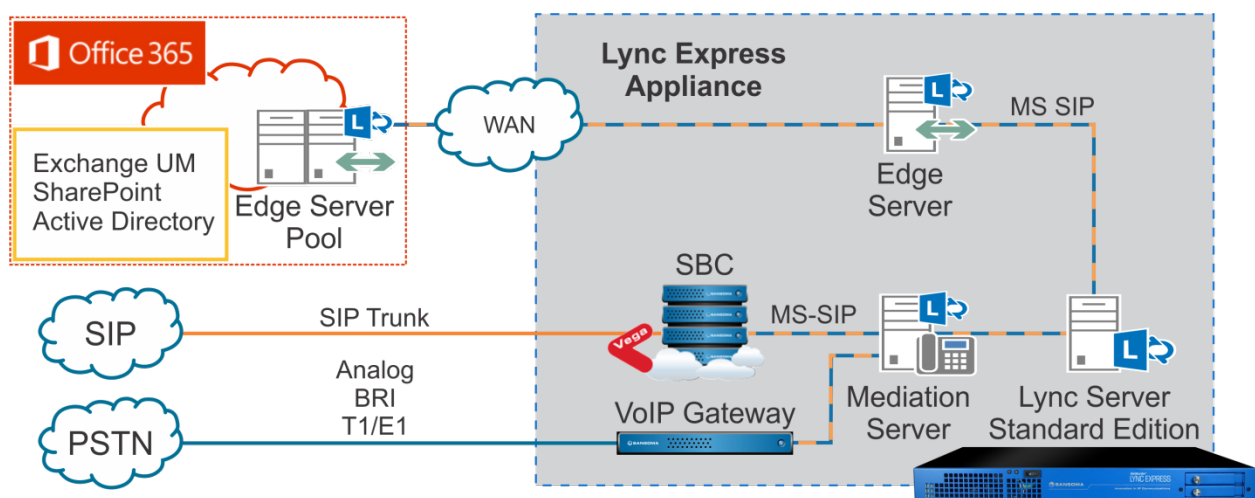 Office 365
Exchange UM
SharePoint
Active Directory
L
Edge Server
Pool
WAN
Lync Express
Appliance
L
Edge
Server
MS SIP
SIP
SIP Trunk
SBC
Vega
MS-SIP
L
Mediation
Server
L
Lync Server
Standard Edition
PSTN
Analog
BRI
T1/E1
VoIP Gateway
SANGOMA
SANGOMA
LYNC EXPRESS